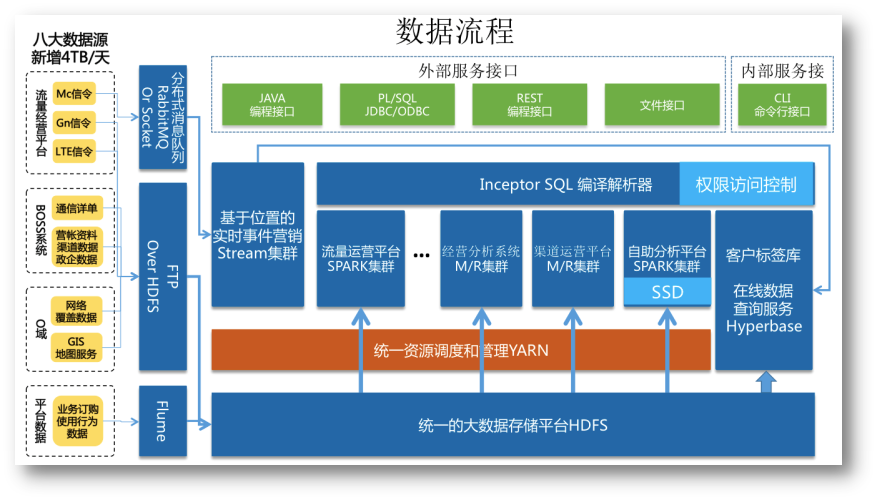 数据流程
八大数据源
新增4TB/天
流量经营平台
Mc信令
Gn信令
LTE信令
BOSS系统
通信详单
营帐资料
渠道数据
政企数据
O域
网络
覆盖数据
GIS
地图服务
平台数据
业务订购
使用行为
数据
分布式消息队列
RabbitMQ
Or Socket
FTP
Over HDFS
Flume
外部服务接口
JAVA
编程接口
PL/SQL
JDBC/ODBC
REST
编程接口
文件接口
内部服务接
CLI
命令行接口
基于位置的
实时事件营销
Stream集群
Inceptor SQL 编译解析器
权限访问控制
流量运营平台
SPARK集群
...
经营分析系统
M/R集群
渠道运营平台
M/R集群
自助分析平台
SPARK集群
SSD
客户标签库
在线数据
查询服务
Hyperbase
统一资源调度和管理YARN
统一的大数据存储平台HDFS